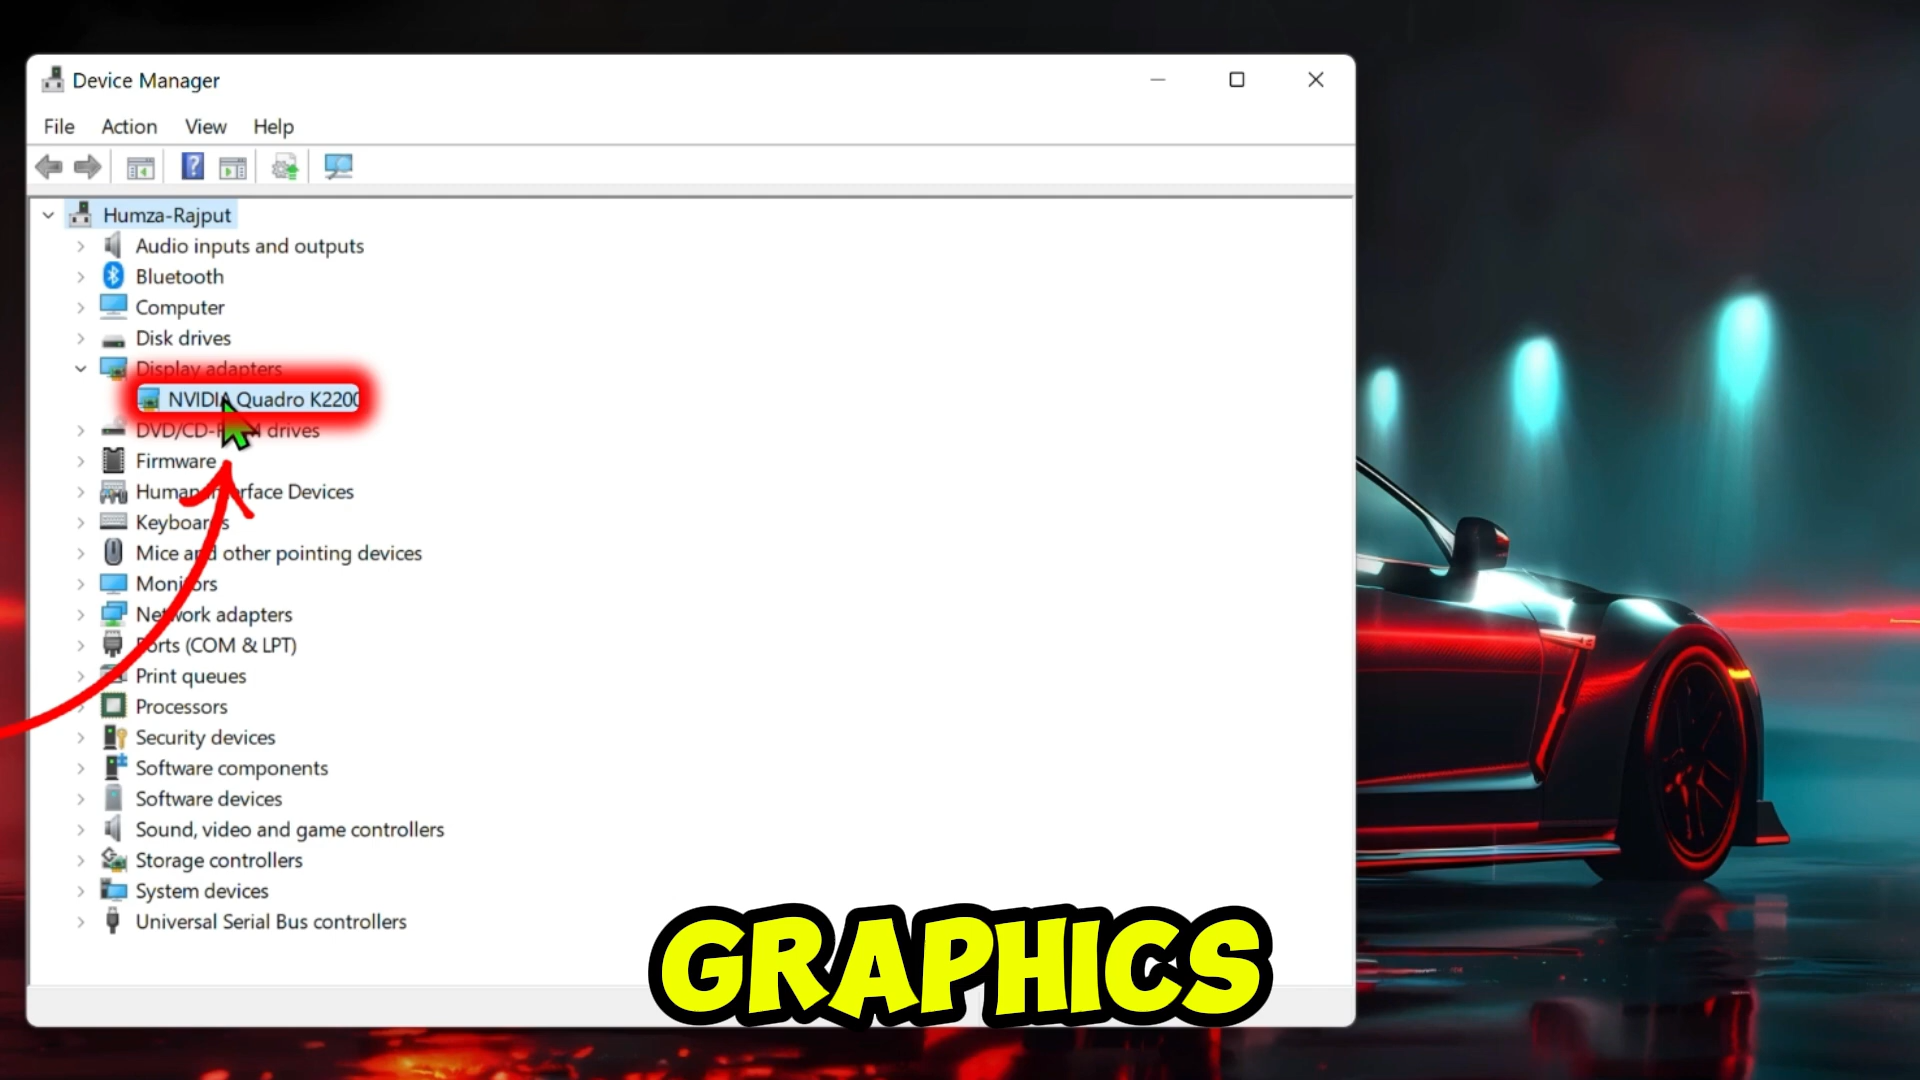 Device Manager
File Action View Help
Humza-Rajput
Audio inputs and outputs
Bluetooth
Computer
Disk drives
Display adapters
NVIDIA Quadro K2200
DVD/CD-ROM drives
Firmware
Human Interface Devices
Keyboards
Mice and other pointing devices
Monitors
Network adapters
Ports (COM & LPT)
Print queues
Processors
Security devices
Software components
Software devices
Sound, video and game controllers
Storage controllers
System devices
Universal Serial Bus controllers
GRAPHICS